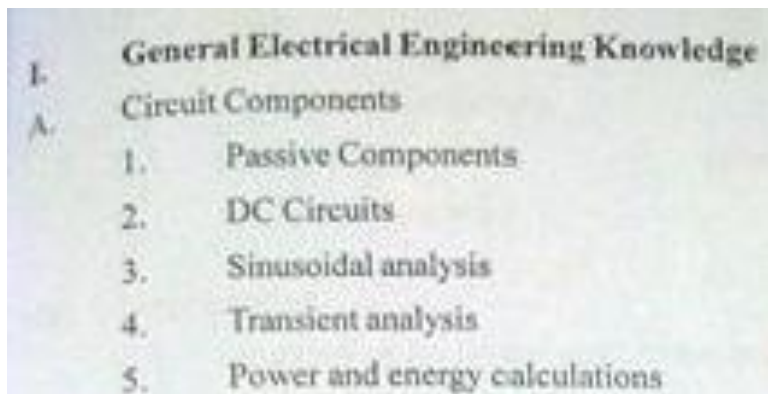 I. General Electrical Engineering Knowledge
A. Circuit Components
1. Passive Components
2. DC Circuits
3. Sinusoidal analysis
4. Transient analysis
5. Power and energy calculations